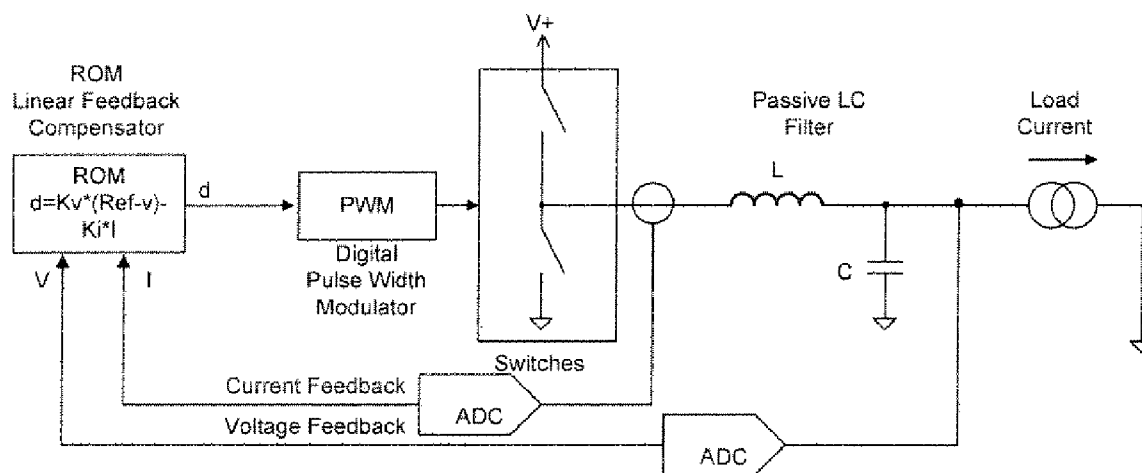 V+
ROM
Linear Feedback
Compensator
Passive LC
Filter
Load
Current
ROM
d=Kv*(Ref-v)-
Ki*I
d
PWM
L
Digital
Pulse Width
Modulator
V
I
C
Switches
Current Feedback
ADC
Voltage Feedback
ADC